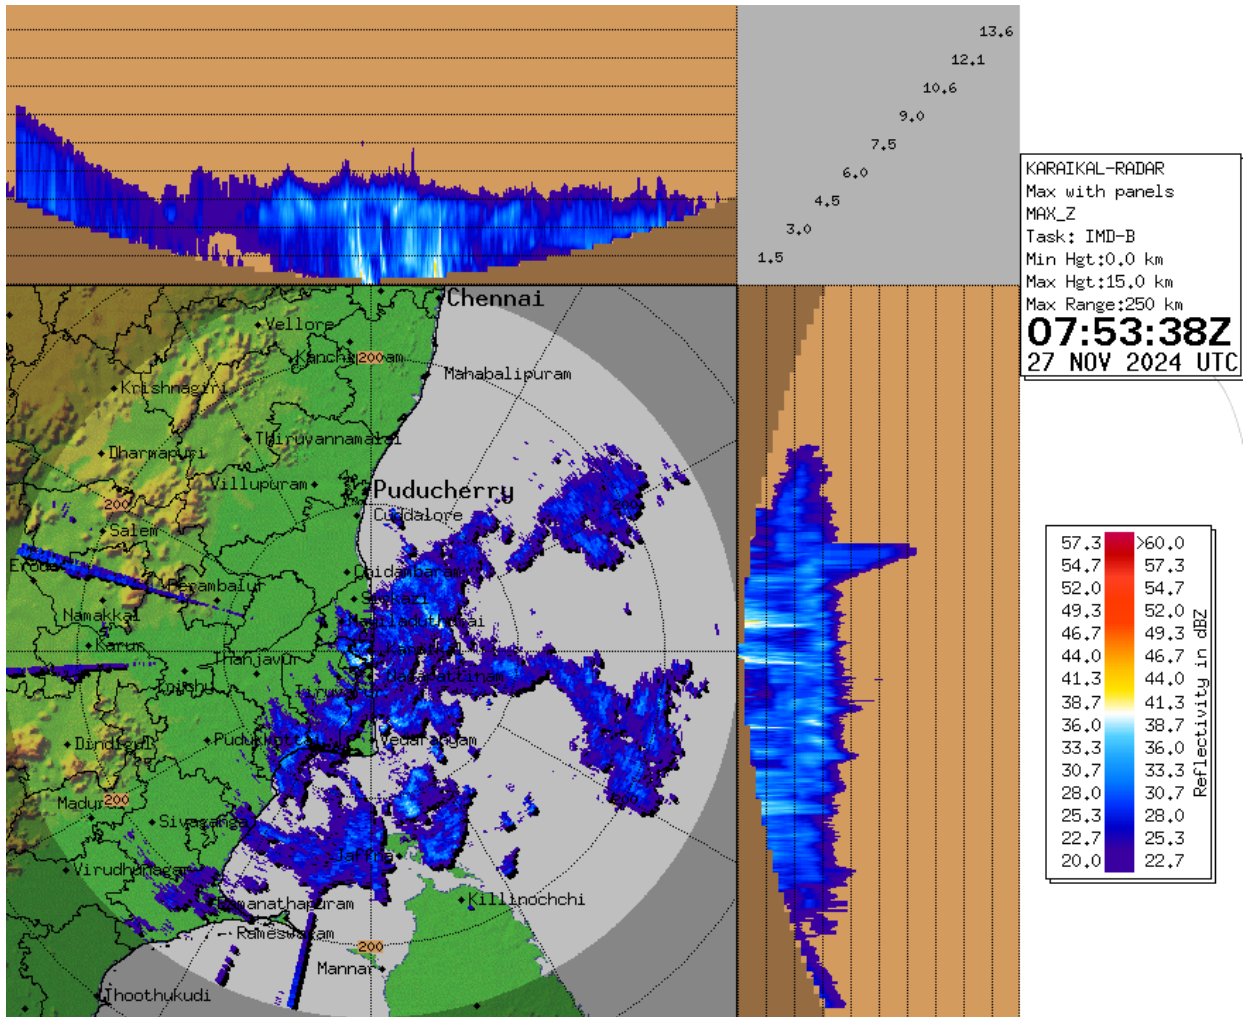 13.6
12.1
10.6
9.0
7.5
6.0
4.5
3.0
1.5
KARAIKAL-RADAR
Max with panels
MAX_Z
Task: IMD-B
Min Hgt:0.0 km
Max Hgt:15.0 km
Max Range:250 km
07:53:38Z
27 NOV 2024 UTC
Chennai
Vellore
200
Mahabalipuram
Krishnagiri
Thiruvannamalai
Dharmapuri
Villupuram
Puducherry
200
Cuddalore
Salem
Chidambaram
Perambalur
Namakkal
Karur
Thanjavur
Pudukkottai
Vedaranyam
Dindigul
200
Sivaganga
Jaffna
Virudhunagar
Killinochchi
Rameswaram
200
Mannar
Thoothukudi
57.3 >60.0
54.7 57.3
52.0 54.7
49.3 52.0
46.7 49.3
44.0 46.7
41.3 44.0
38.7 41.3
36.0 38.7
33.3 36.0
30.7 33.3
28.0 30.7
25.3 28.0
22.7 25.3
20.0 22.7
Reflectivity in dBZ